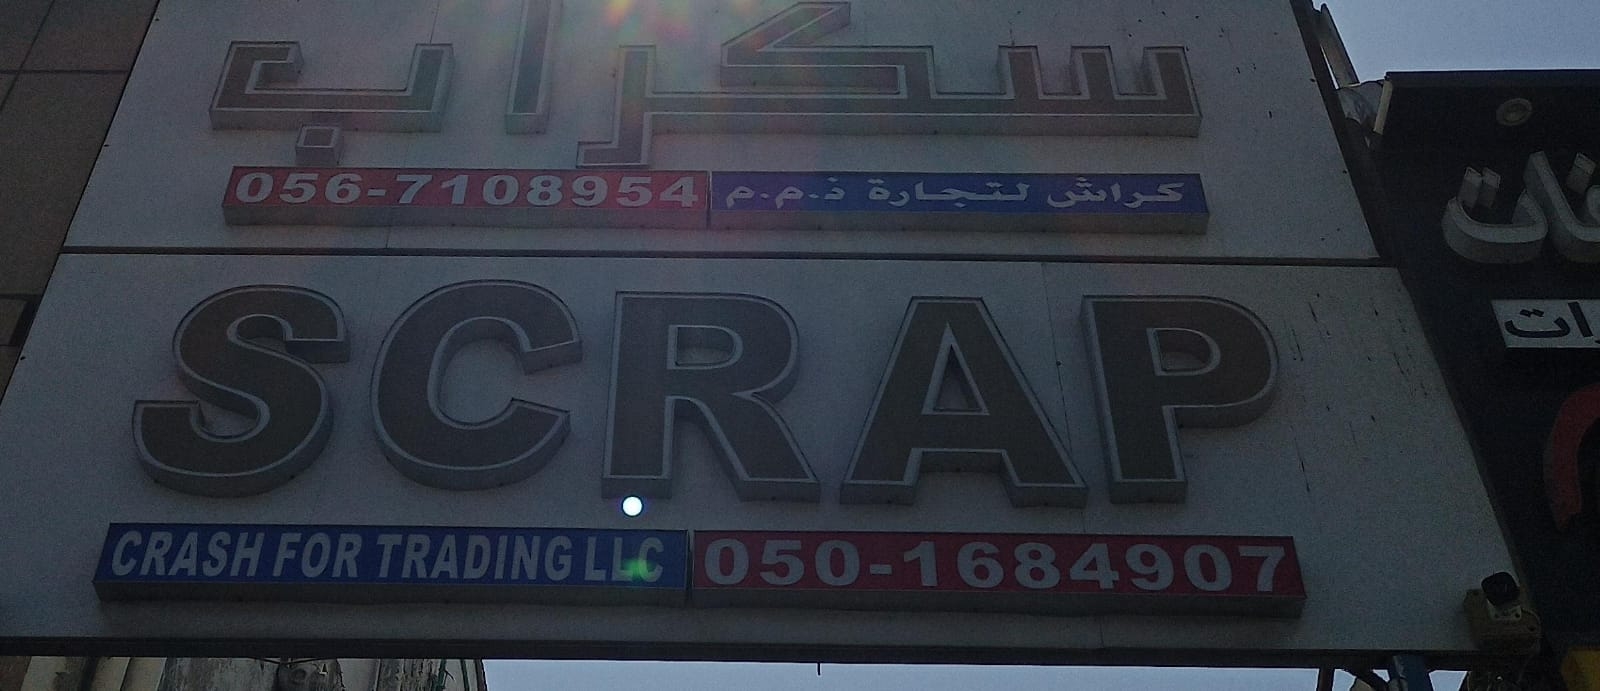 سكراب
056-7108954 كراش لتجارة ذ.م.م
SCRAP
CRASH FOR TRADING LLC 050-1684907